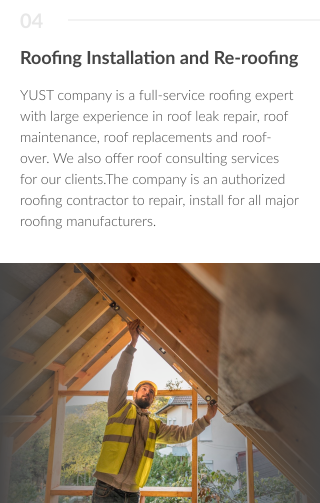 04
Roofing Installation and Re-roofing
YUST company is a full-service roofing expert
with large experience in roof leak repair, roof
maintenance, roof replacements and roof-
over. We also offer roof consulting services
for our clients.The company is an authorized
roofing contractor to repair, install for all major
roofing manufacturers.